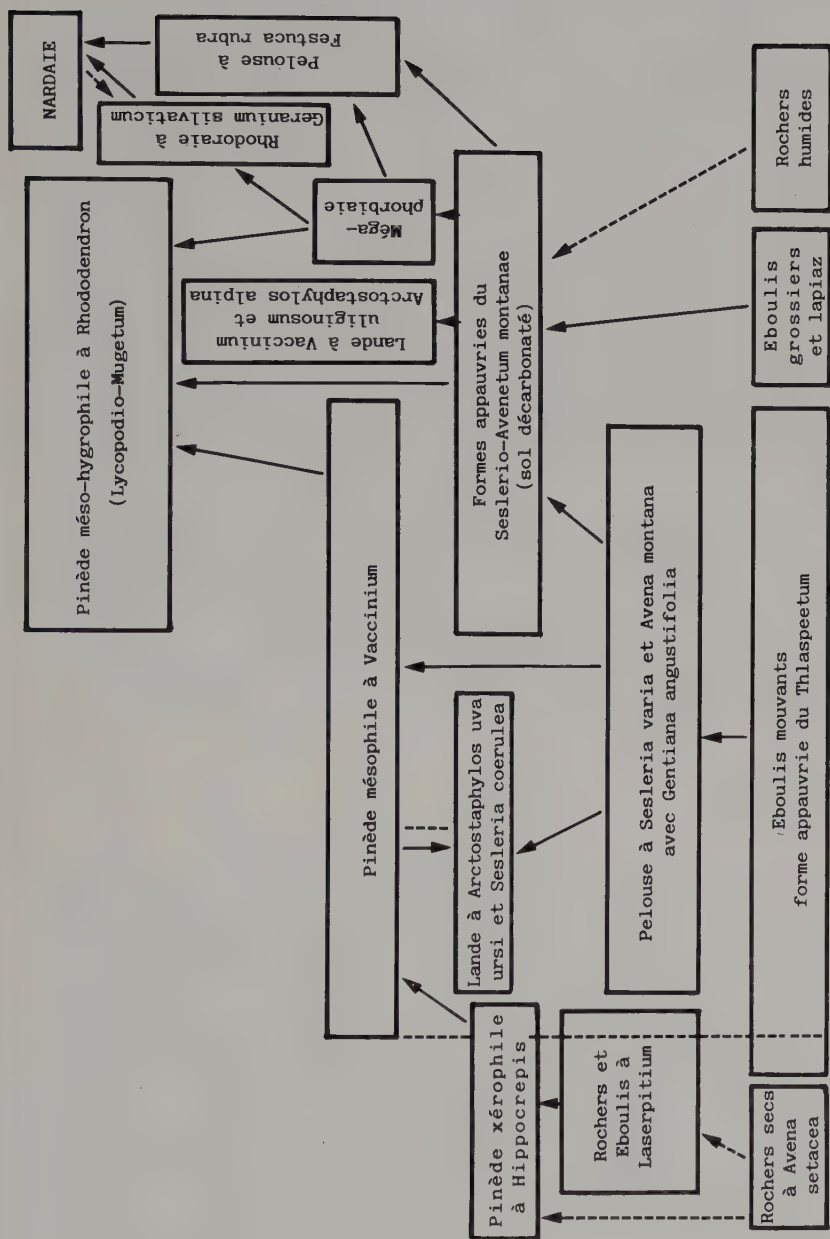 NARDAIE
Pelouse à
Festuca rubra
Rhodoraie à
Geranium silvaticum
Pinède méso-hygrophile à Rhododendron
(Lycopodio-Mugetum)
Méga-
phorbiaie
Lande à Vaccinium
uliginosum et
Arctostaphylos alpina
Pinède mésophile à Vaccinium
Formes appauvries du
Seslerio-Avenetum montanae
(sol décarbonaté)
Rochers
humides
Eboulis
grossiers
et lapiaz
Lande à Arctostaphylos uva
ursi et Sesleria coerulea
Pelouse à Sesleria varia et Avena montana
avec Gentiana angustifolia
Eboulis mouvants
forme appauvrie du Thlaspeetum
Pinède xérophile
à Hippocrepis
Rochers et
Eboulis à
Laserpitium
Rochers secs
à Avena
setacea